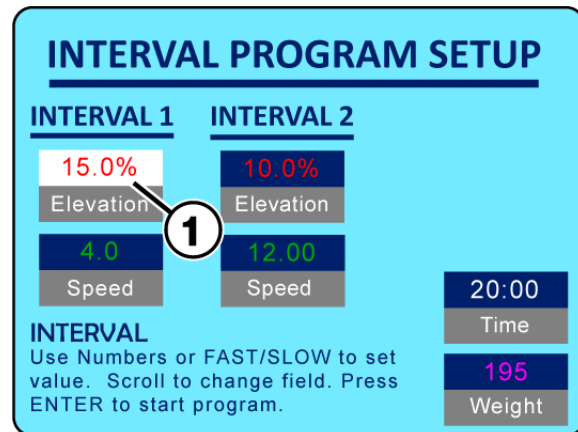 INTERVAL PROGRAM SETUP
INTERVAL 1
INTERVAL 2
15.0%
Elevation
10.0%
Elevation
1
4.0
Speed
12.00
Speed
20:00
Time
INTERVAL
Use Numbers or FAST/SLOW to set
value. Scroll to change field. Press
ENTER to start program.
195
Weight